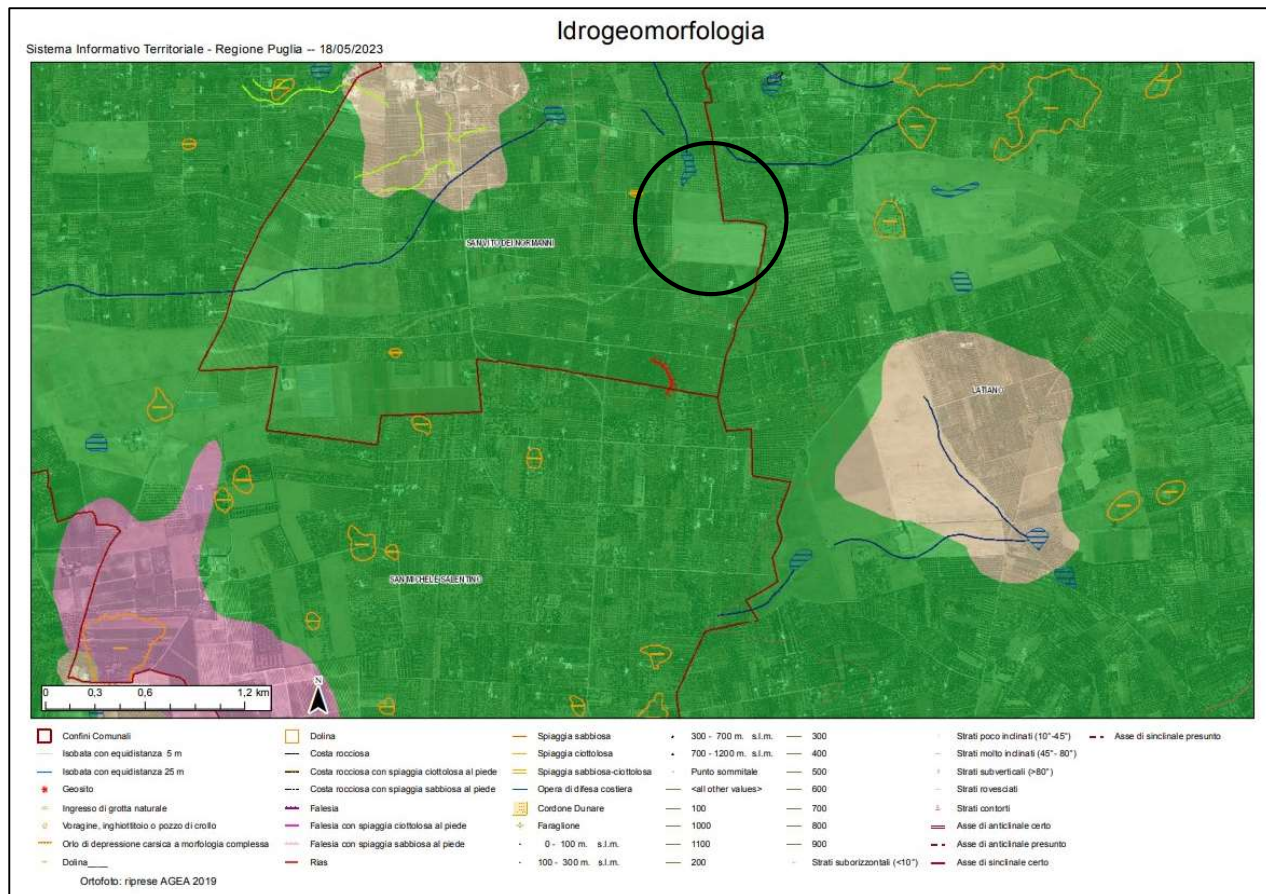 Idrogeomorfologia
Sistema Informativo Territoriale - Regione Puglia -- 18/05/2023
SAN VITO DEI NORMANNI
LATIANO
SAN MICHELE SALENTINO
0 0,3 0,6 1,2 km
N
Confini Comunali
Isobata con equidistanza 5 m
Isobata con equidistanza 25 m
Geosito
Ingresso di grotta naturale
Voragine, inghiottitoio o pozzo di crollo
Orlo di depressione carsica a morfologia complessa
Dolina____
Dolina
Costa rocciosa
Costa rocciosa con spiaggia ciottolosa al piede
Costa rocciosa con spiaggia sabbiosa al piede
Falesia
Falesia con spiaggia ciottolosa al piede
Falesia con spiaggia sabbiosa al piede
Rias
Spiaggia sabbiosa
Spiaggia ciottolosa
Spiaggia sabbiosa-ciottolosa
Opera di difesa costiera
Cordone Dunare
Faraglione
0 - 100 m. s.l.m.
100 - 300 m. s.l.m.
300 - 700 m. s.l.m.
700 - 1200 m. s.l.m.
Punto sommitale
<all other values>
100
1000
1100
200
300
400
500
600
700
800
900
Strati suborizzontali (<10°)
Strati poco inclinati (10°-45°)
Strati molto inclinati (45°- 80°)
Strati subverticali (>80°)
Strati rovesciati
Strati contorti
Asse di anticlinale certo
Asse di anticlinale presunto
Asse di sinclinale certo
Asse di sinclinale presunto
Ortofoto: riprese AGEA 2019